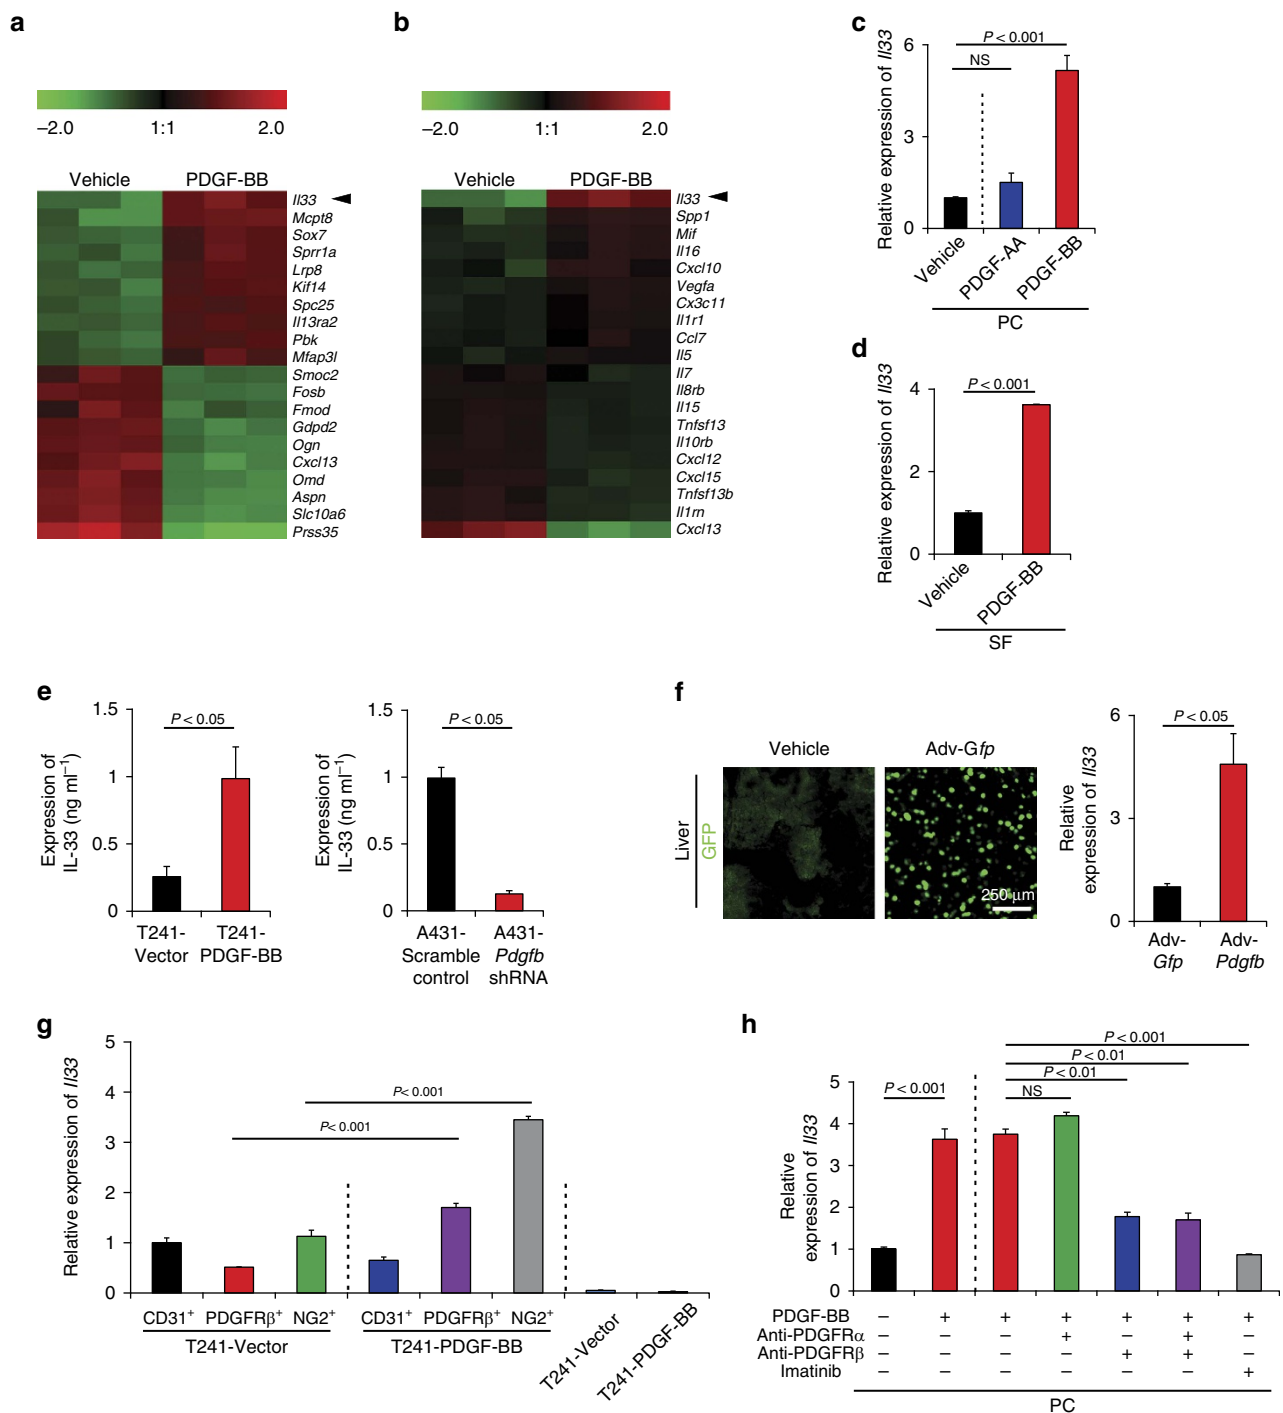 a
−2.0 1:1 2.0
Vehicle PDGF-BB
Il33
Mcpt8
Sox7
Sprr1a
Lrp8
Kif14
Spc25
Il13ra2
Pbk
Mfap3l
Smoc2
Fosb
Fmod
Gdpd2
Ogn
Cxcl13
Omd
Aspn
Slc10a6
Prss35
b
−2.0 1:1 2.0
Vehicle PDGF-BB
Il33
Spp1
Mif
Il16
Cxcl10
Vegfa
Cx3c11
Il1r1
Ccl7
Il5
Il7
Il8rb
Il15
Tnfsf13
Il10rb
Cxcl12
Cxcl15
Tnfsf13b
Il1rn
Cxcl13
c
Relative expression of Il33
6
3
0
P < 0.001
NS
Vehicle
PDGF-AA
PDGF-BB
PC
d
Relative expression of Il33
4
2
0
P < 0.001
Vehicle
PDGF-BB
SF
e
Expression of
IL-33 (ng ml−1)
1.5
1
0.5
0
P < 0.05
T241-
Vector
T241-
PDGF-BB
Expression of
IL-33 (ng ml−1)
1.5
1
0.5
0
P < 0.05
A431-
Scramble
control
A431-
Pdgfb
shRNA
f
Vehicle Adv-Gfp
Liver
GFP
250 µm
Relative
expression of Il33
6
3
0
P < 0.05
Adv-
Gfp
Adv-
Pdgfb
g
Relative expression of Il33
5
4
3
2
1
0
P< 0.001
P< 0.001
CD31+ PDGFRβ+ NG2+
T241-Vector
CD31+ PDGFRβ+ NG2+
T241-PDGF-BB
T241-Vector
T241-PDGF-BB
h
Relative
expression of Il33
5
4
3
2
1
0
P < 0.001
P < 0.001
P < 0.01
P < 0.01
NS
PDGF-BB − + + + + + +
Anti-PDGFRα − − − + − + −
Anti-PDGFRβ − − − − + + −
Imatinib − − − − − − +
PC